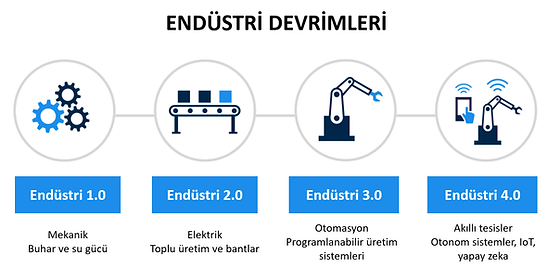 ENDÜSTRİ DEVRİMLERİ
Endüstri 1.0
Mekanik
Buhar ve su gücü
Endüstri 2.0
Elektrik
Toplu üretim ve bantlar
Endüstri 3.0
Otomasyon
Programlanabilir üretim
sistemleri
Endüstri 4.0
Akıllı tesisler
Otonom sistemler, IoT,
yapay zeka